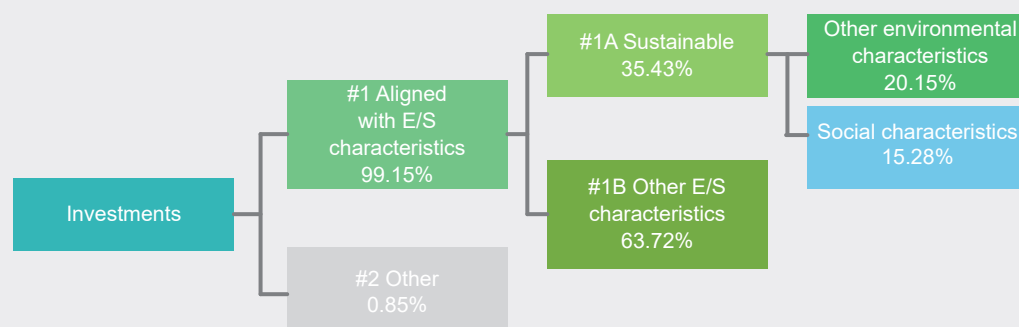 Investments
#1 Aligned
with E/S
characteristics
99.15%
#2 Other
0.85%
#1A Sustainable
35.43%
#1B Other E/S
characteristics
63.72%
Other environmental
characteristics
20.15%
Social characteristics
15.28%